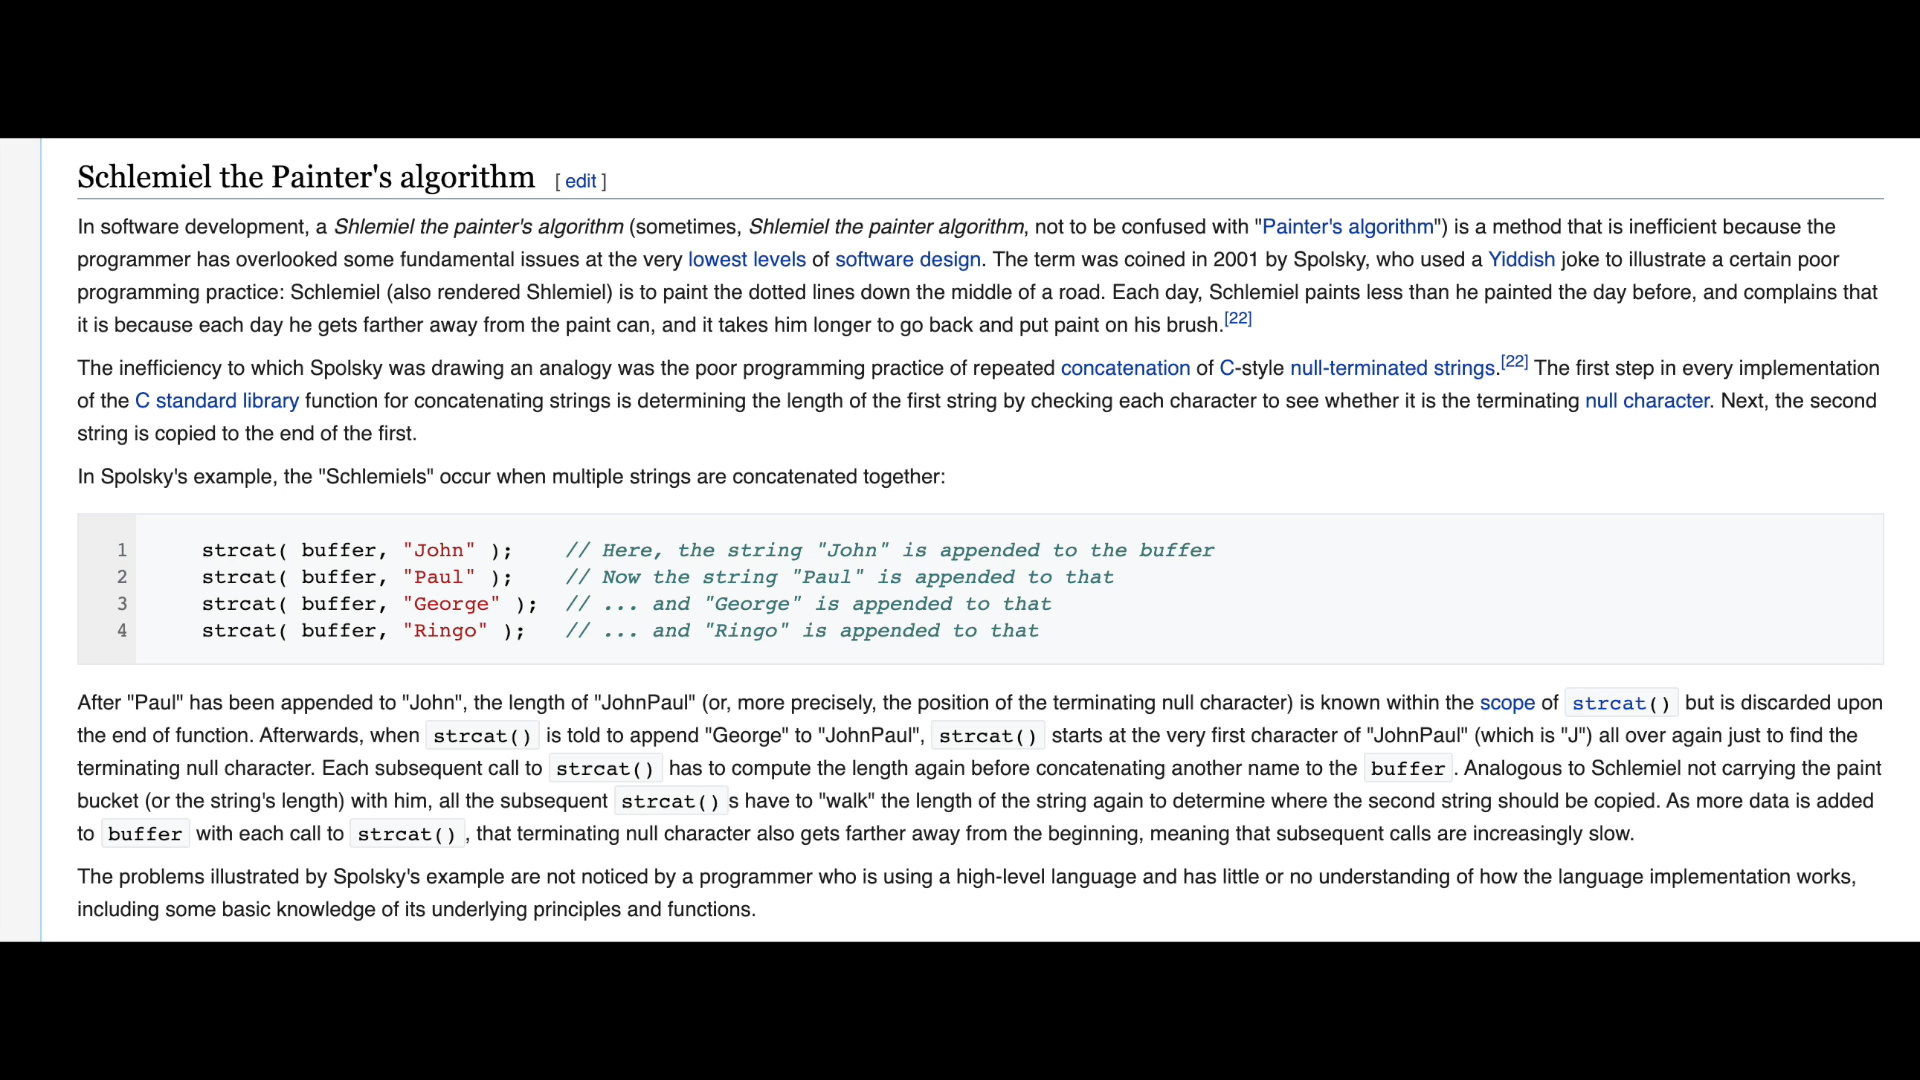 Schlemiel the Painter's algorithm [ edit ]
In software development, a Shlemiel the painter's algorithm (sometimes, Shlemiel the painter algorithm, not to be confused with "Painter's algorithm") is a method that is inefficient because the
programmer has overlooked some fundamental issues at the very lowest levels of software design. The term was coined in 2001 by Spolsky, who used a Yiddish joke to illustrate a certain poor
programming practice: Schlemiel (also rendered Shlemiel) is to paint the dotted lines down the middle of a road. Each day, Schlemiel paints less than he painted the day before, and complains that
it is because each day he gets farther away from the paint can, and it takes him longer to go back and put paint on his brush.[22]
The inefficiency to which Spolsky was drawing an analogy was the poor programming practice of repeated concatenation of C-style null-terminated strings.[22] The first step in every implementation
of the C standard library function for concatenating strings is determining the length of the first string by checking each character to see whether it is the terminating null character. Next, the second
string is copied to the end of the first.
In Spolsky's example, the "Schlemiels" occur when multiple strings are concatenated together:
1 strcat( buffer, "John" ); // Here, the string "John" is appended to the buffer
2 strcat( buffer, "Paul" ); // Now the string "Paul" is appended to that
3 strcat( buffer, "George" ); // ... and "George" is appended to that
4 strcat( buffer, "Ringo" ); // ... and "Ringo" is appended to that
After "Paul" has been appended to "John", the length of "JohnPaul" (or, more precisely, the position of the terminating null character) is known within the scope of strcat() but is discarded upon
the end of function. Afterwards, when strcat() is told to append "George" to "JohnPaul", strcat() starts at the very first character of "JohnPaul" (which is "J") all over again just to find the
terminating null character. Each subsequent call to strcat() has to compute the length again before concatenating another name to the buffer. Analogous to Schlemiel not carrying the paint
bucket (or the string's length) with him, all the subsequent strcat() s have to "walk" the length of the string again to determine where the second string should be copied. As more data is added
to buffer with each call to strcat(), that terminating null character also gets farther away from the beginning, meaning that subsequent calls are increasingly slow.
The problems illustrated by Spolsky's example are not noticed by a programmer who is using a high-level language and has little or no understanding of how the language implementation works,
including some basic knowledge of its underlying principles and functions.